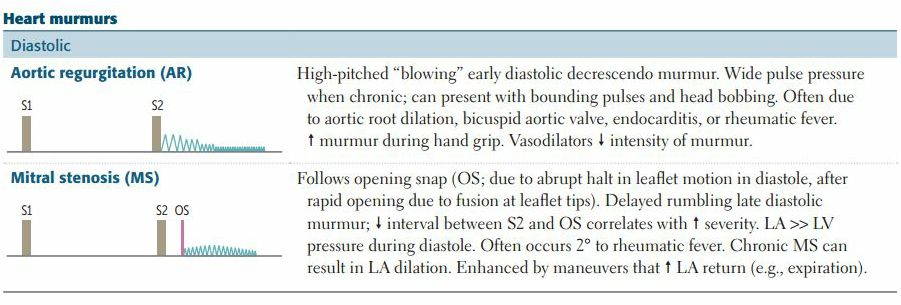 Heart murmurs
Diastolic
Aortic regurgitation (AR)
S1 S2
High-pitched “blowing” early diastolic decrescendo murmur. Wide pulse pressure
when chronic; can present with bounding pulses and head bobbing. Often due
to aortic root dilation, bicuspid aortic valve, endocarditis, or rheumatic fever.
↑ murmur during hand grip. Vasodilators ↓ intensity of murmur.
Mitral stenosis (MS)
S1 S2 OS
Follows opening snap (OS; due to abrupt halt in leaflet motion in diastole, after
rapid opening due to fusion at leaflet tips). Delayed rumbling late diastolic
murmur; ↓ interval between S2 and OS correlates with ↑ severity. LA >> LV
pressure during diastole. Often occurs 2° to rheumatic fever. Chronic MS can
result in LA dilation. Enhanced by maneuvers that ↑ LA return (e.g., expiration).